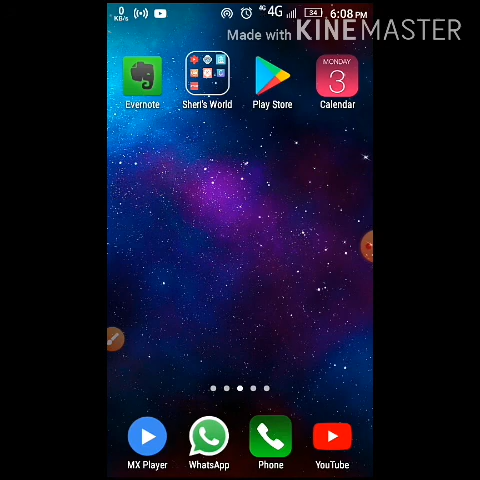 0
KB/s
4G 4G 34 6:08 PM
Made with KINEMASTER
Evernote
Sheri's World
Play Store
MONDAY
3
Calendar
MX Player
WhatsApp
Phone
YouTube